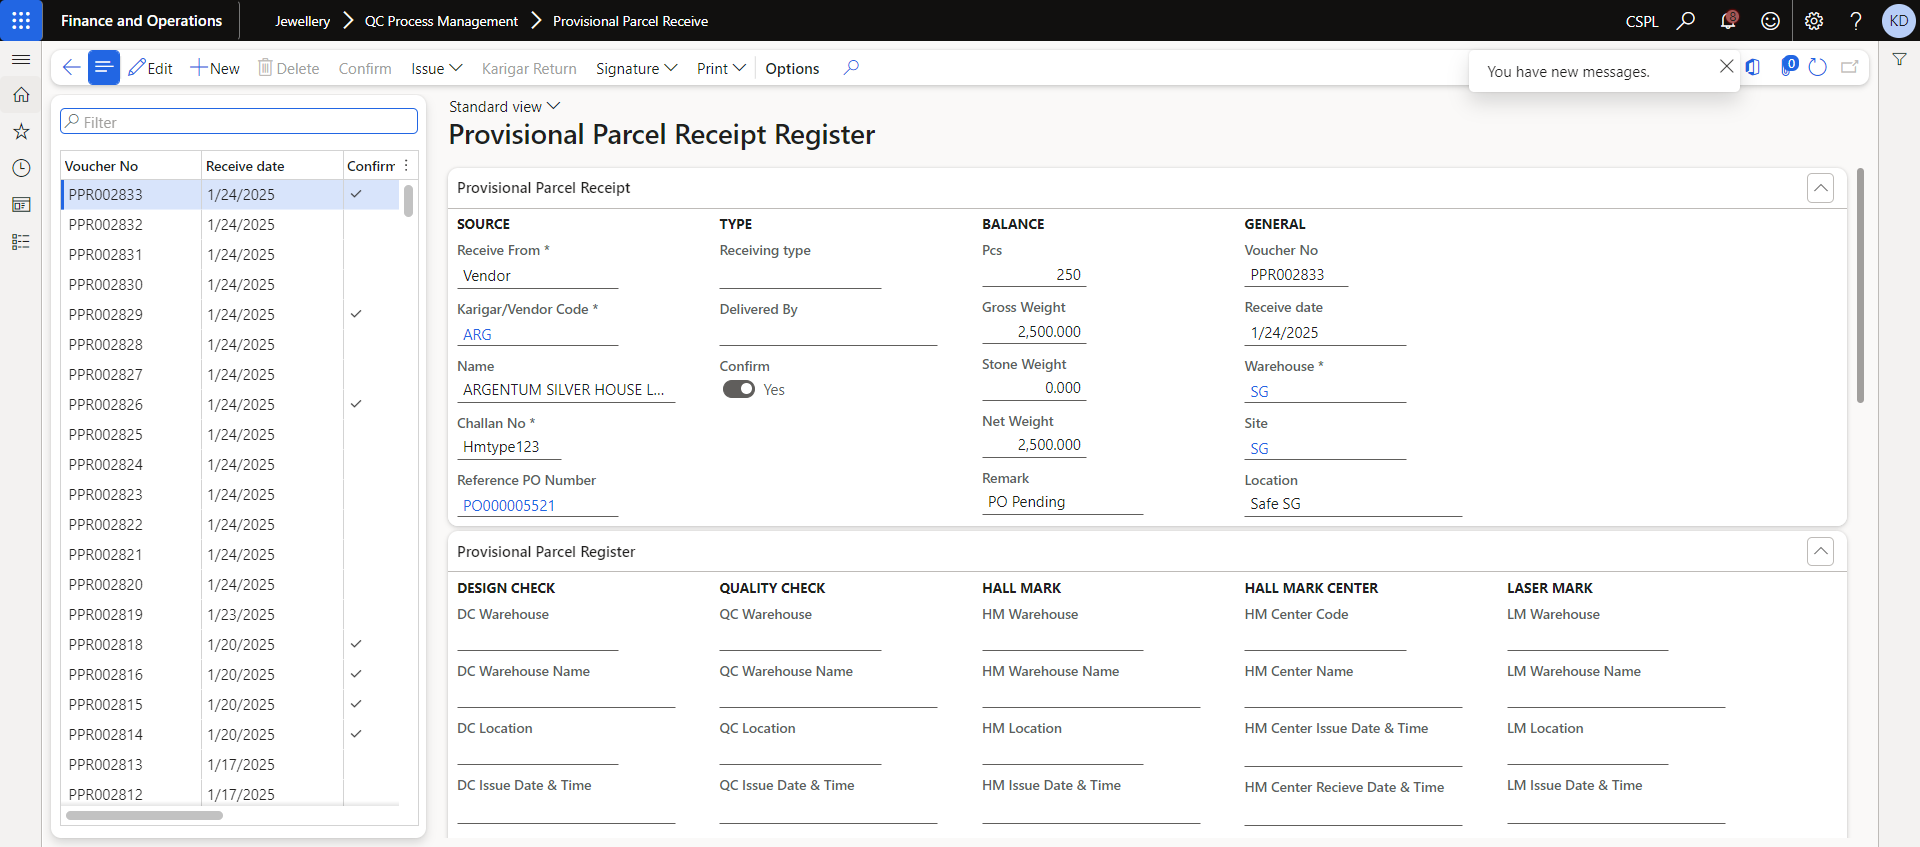 Finance and Operations
Jewellery
QC Process Management
Provisional Parcel Receive
CSPL
8
KD
Edit
New
Delete
Confirm
Issue
Karigar Return
Signature
Print
Options
You have new messages.
0
Filter
Voucher No Receive date Confirm
PPR002833 1/24/2025
PPR002832 1/24/2025
PPR002831 1/24/2025
PPR002830 1/24/2025
PPR002829 1/24/2025
PPR002828 1/24/2025
PPR002827 1/24/2025
PPR002826 1/24/2025
PPR002825 1/24/2025
PPR002824 1/24/2025
PPR002823 1/24/2025
PPR002822 1/24/2025
PPR002821 1/24/2025
PPR002820 1/24/2025
PPR002819 1/23/2025
PPR002818 1/20/2025
PPR002816 1/20/2025
PPR002815 1/20/2025
PPR002814 1/20/2025
PPR002813 1/17/2025
PPR002812 1/17/2025
Standard view
Provisional Parcel Receipt Register
Provisional Parcel Receipt
SOURCE
Receive From *
Vendor
Karigar/Vendor Code *
ARG
Name
ARGENTUM SILVER HOUSE L...
Challan No *
Hmtype123
Reference PO Number
PO000005521
TYPE
Receiving type
Delivered By
Confirm
Yes
BALANCE
Pcs
250
Gross Weight
2,500.000
Stone Weight
0.000
Net Weight
2,500.000
Remark
PO Pending
GENERAL
Voucher No
PPR002833
Receive date
1/24/2025
Warehouse *
SG
Site
SG
Location
Safe SG
Provisional Parcel Register
DESIGN CHECK
DC Warehouse
DC Warehouse Name
DC Location
DC Issue Date & Time
QUALITY CHECK
QC Warehouse
QC Warehouse Name
QC Location
QC Issue Date & Time
HALL MARK
HM Warehouse
HM Warehouse Name
HM Location
HM Issue Date & Time
HALL MARK CENTER
HM Center Code
HM Center Name
HM Center Issue Date & Time
HM Center Recieve Date & Time
LASER MARK
LM Warehouse
LM Warehouse Name
LM Location
LM Issue Date & Time